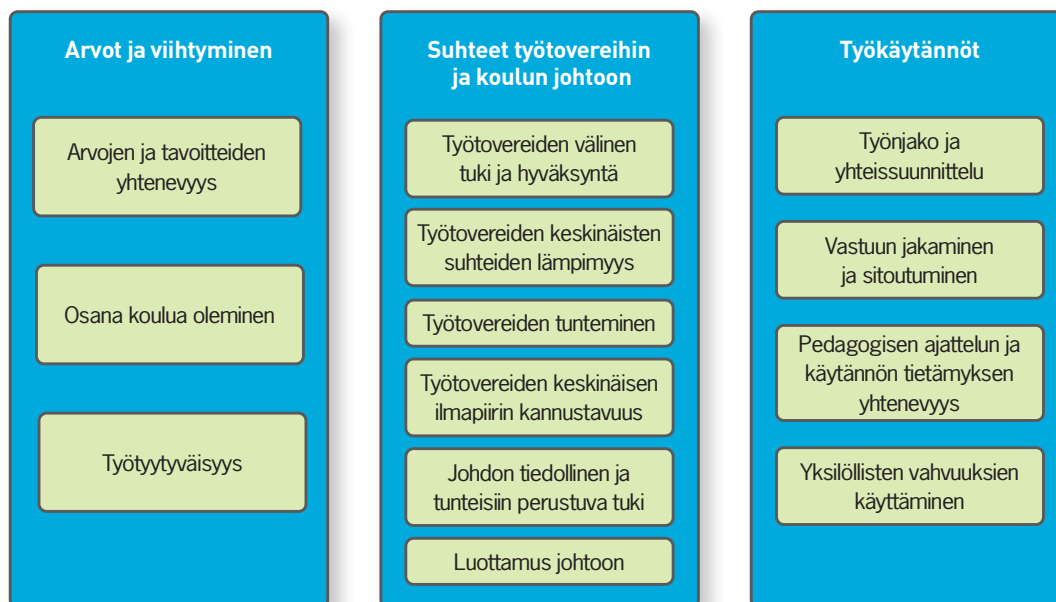 Arvot ja viihtyminen
Arvojen ja tavoitteiden
yhtenevyys
Osana koulua oleminen
Työtyytyväisyys
Suhteet työtovereihin
ja koulun johtoon
Työtovereiden välinen
tuki ja hyväksyntä
Työtovereiden keskinäisten
suhteiden lämpimyys
Työtovereiden tunteminen
Työtovereiden keskinäisen
ilmapiirin kannustavuus
Johdon tiedollinen ja
tunteisiin perustuva tuki
Luottamus johtoon
Työkäytännöt
Työnjako ja
yhteissuunnittelu
Vastuun jakaminen
ja sitoutuminen
Pedagogisen ajattelun ja
käytännön tietämyksen
yhtenevyys
Yksilöllisten vahvuuksien
käyttäminen